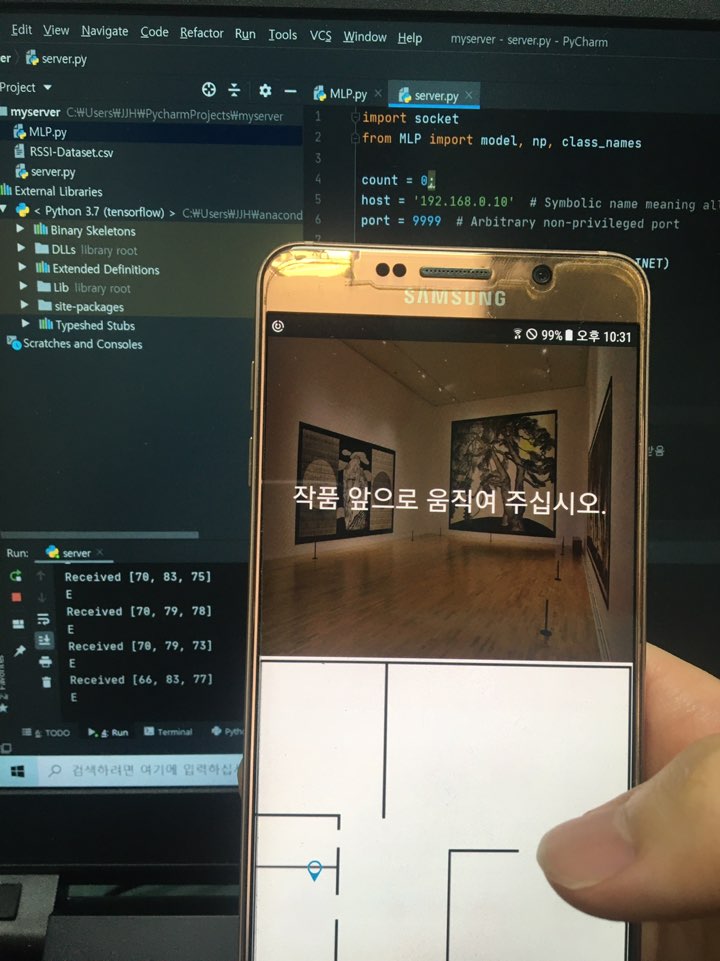 Edit View Navigate Code Refactor Run Tools VCS Window Help myserver - server.py - PyCharm
er server.py
Project
MLP.py server.py
myserver C:￦Users￦JJH￦PycharmProjects￦myserver
MLP.py
RSSI-Dataset.csv
server.py
External Libraries
< Python 3.7 (tensorflow) > C:￦Users￦JJH￦anacond
Binary Skeletons
DLLs library root
Extended Definitions
Lib library root
site-packages
Typeshed Stubs
Scratches and Consoles
1 import socket
2 from MLP import model, np, class_names
3
4 count = 0;
5 host = '192.168.0.10' # Symbolic name meaning all
6 port = 9999 # Arbitrary non-privileged port
7
INET)
SAMSUNG
99% 오후 10:31
작품 앞으로 움직여 주십시오.
Run: server
Received [70, 83, 75]
E
Received [70, 79, 78]
E
Received [70, 79, 73]
E
Received [66, 83, 77]
E
6: TODO 4: Run Terminal Pytho
검색하려면 여기에 입력하십시